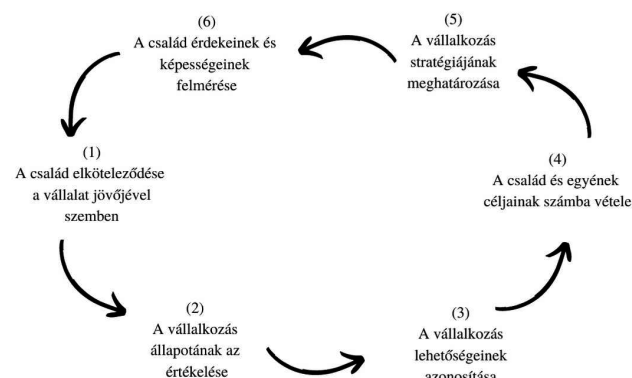 (6)
A család érdekeinek és
képességeinek
felmérése
(5)
A vállalkozás
stratégiájának
meghatározása
(1)
A család elköteleződése
a vállalat jövőjével
szemben
(4)
A család és egyének
céljainak számba vétele
(2)
A vállalkozás
állapotának az
értékelése
(3)
A vállalkozás
lehetőségeinek
azonosítása